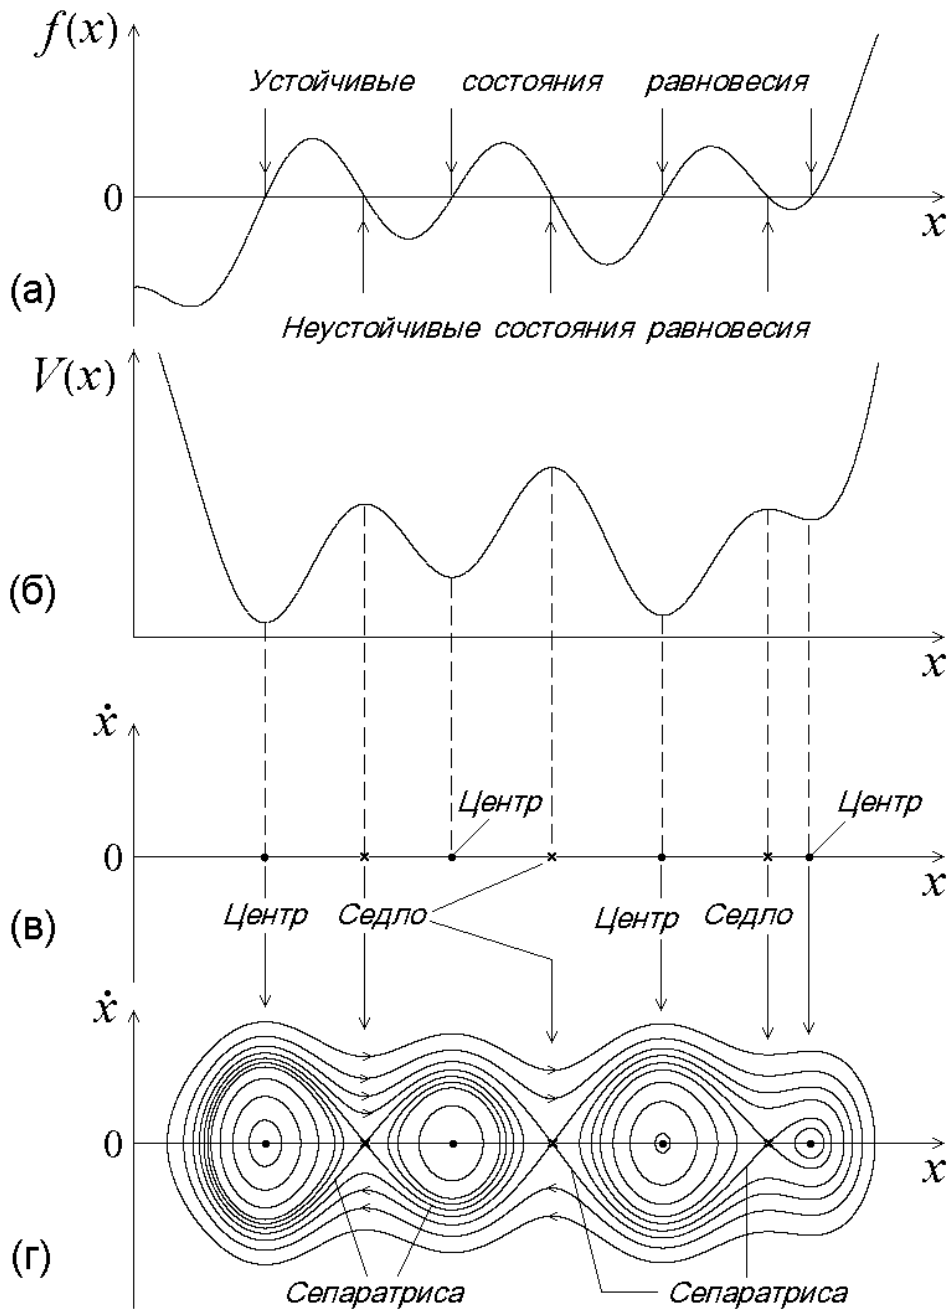 f(x)
Устойчивые состояния равновесия
0
x
(а)
Неустойчивые состояния равновесия
V(x)
(б)
x
ẋ
Центр Центр
0
x
Центр Седло Центр Седло
(в)
ẋ
0
x
(г)
Сепаратриса Сепаратриса